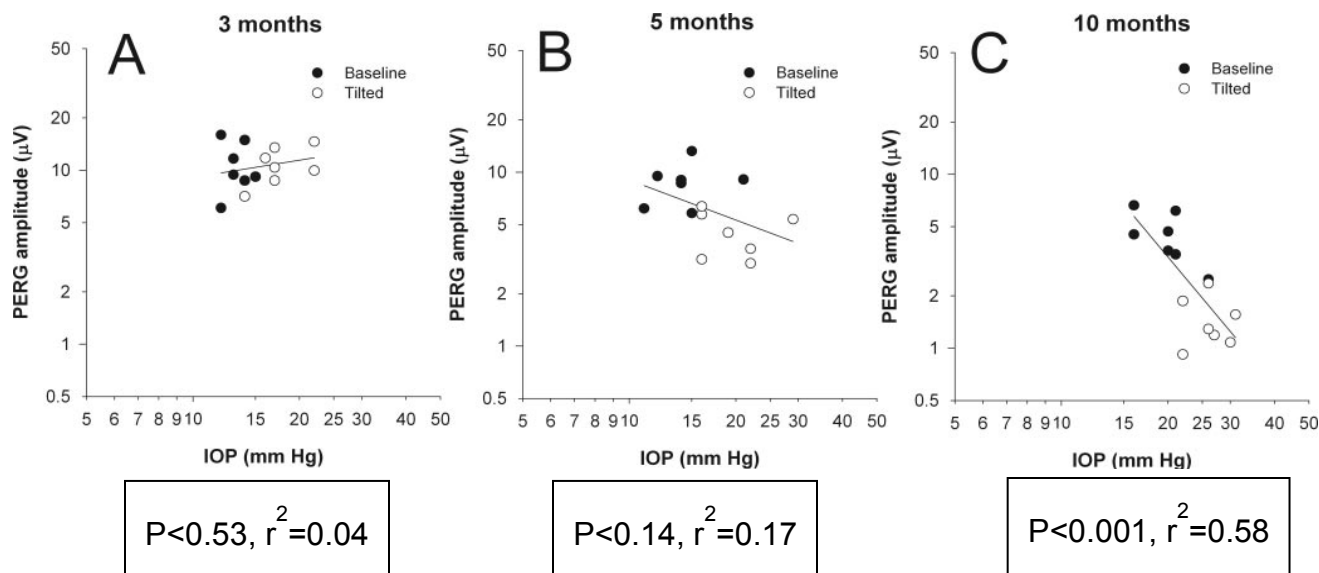 3 months
A
Baseline
Tilted
PERG amplitude (μV)
50
20
10
5
2
1
0.5
5 6 7 8 9 10 15 20 25 30 40 50
IOP (mm Hg)
P<0.53, r²=0.04
5 months
B
Baseline
Tilted
PERG amplitude (μV)
50
20
10
5
2
1
0.5
5 6 7 8 9 10 15 20 25 30 40 50
IOP (mm Hg)
P<0.14, r²=0.17
10 months
C
Baseline
Tilted
PERG amplitude (μV)
50
20
10
5
2
1
0.5
5 6 7 8 9 10 15 20 25 30 40 50
IOP (mm Hg)
P<0.001, r²=0.58